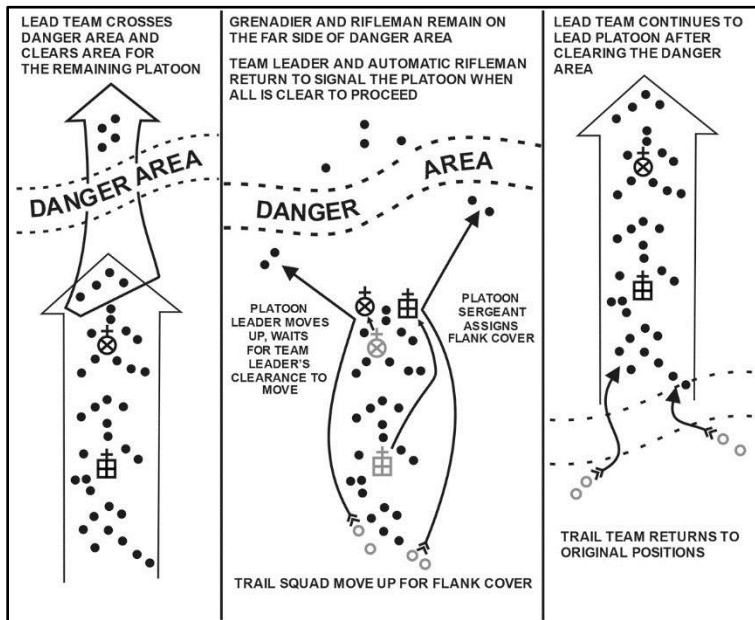 LEAD TEAM CROSSES
DANGER AREA AND
CLEARS AREA FOR
THE REMAINING PLATOON
DANGER AREA
GRENADIER AND RIFLEMAN REMAIN ON
THE FAR SIDE OF DANGER AREA
TEAM LEADER AND AUTOMATIC RIFLEMAN
RETURN TO SIGNAL THE PLATOON WHEN
ALL IS CLEAR TO PROCEED
DANGER AREA
PLATOON
LEADER MOVES
UP, WAITS
FOR TEAM
LEADER'S
CLEARANCE TO
MOVE
PLATOON
SERGEANT
ASSIGNS
FLANK COVER
TRAIL SQUAD MOVE UP FOR FLANK COVER
LEAD TEAM CONTINUES TO
LEAD PLATOON AFTER
CLEARING THE DANGER
AREA
TRAIL TEAM RETURNS TO
ORIGINAL POSITIONS